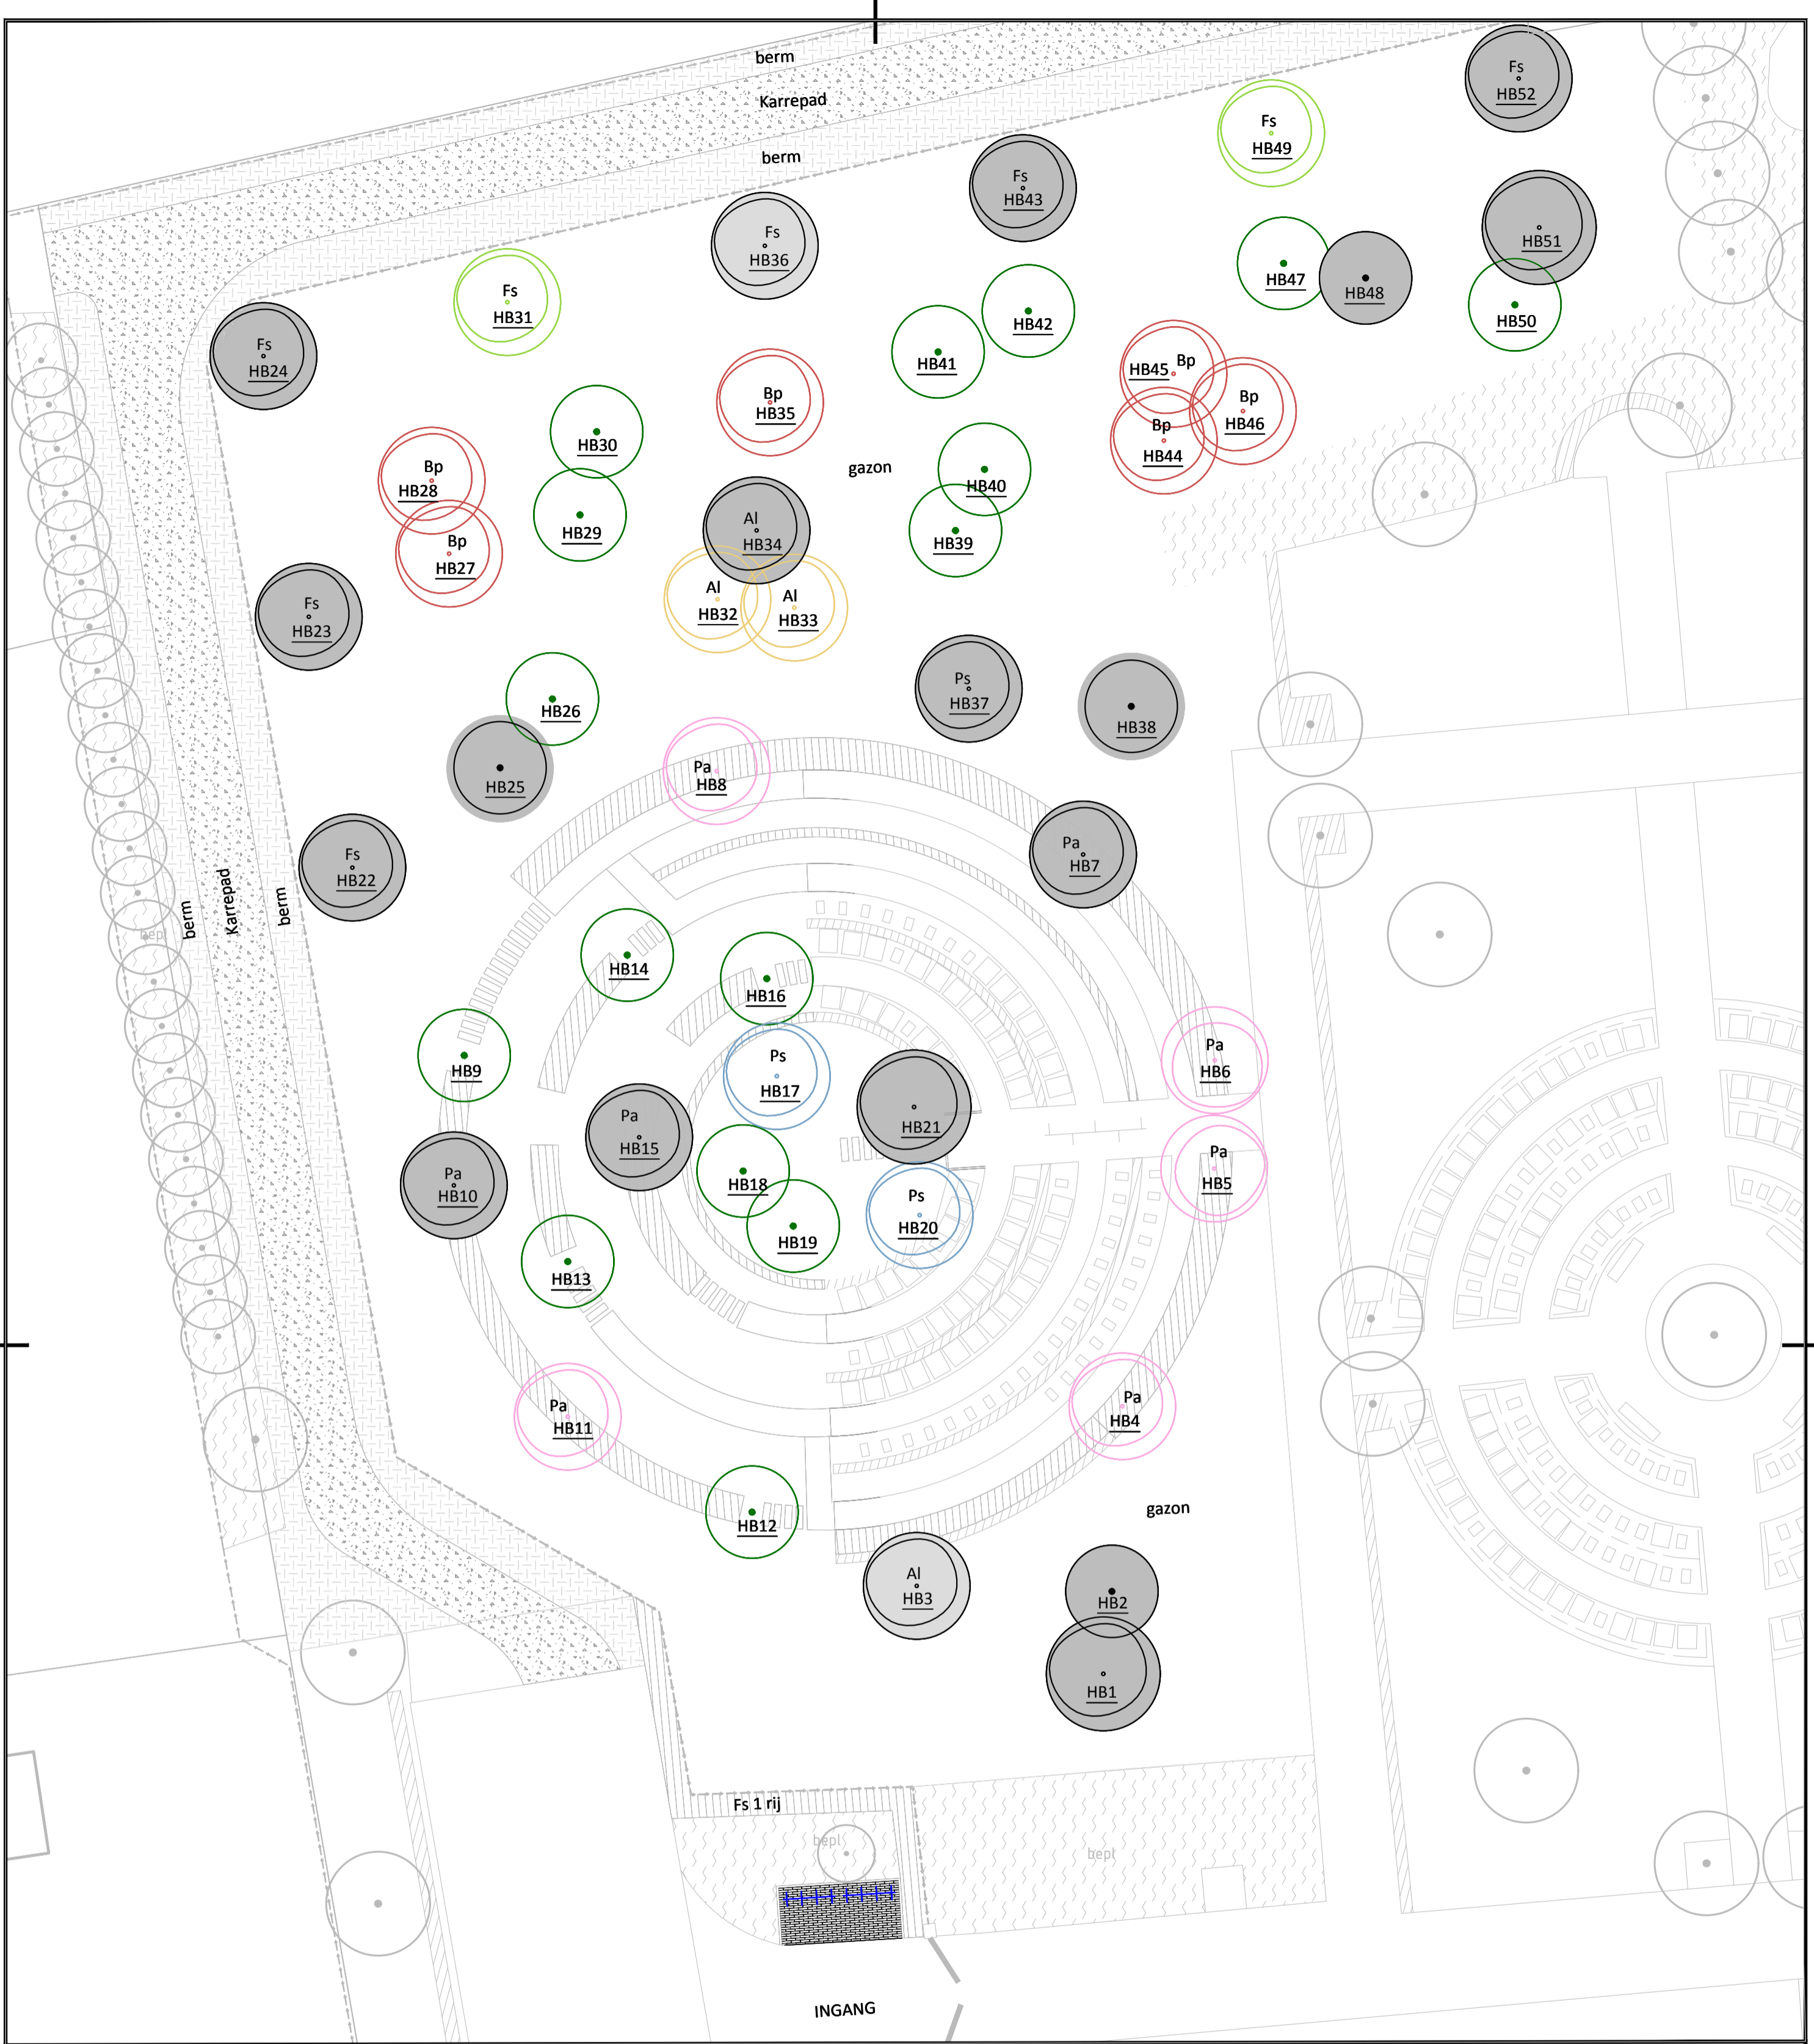 berm
Fs
HB52
Karrepad
Fs
HB49
berm
Fs
HB43
Fs
HB36
HB51
HB47
HB48
Fs
HB31
HB50
HB42
Fs
HB24
HB41
HB45 Bp
Bp
HB35
Bp
HB46
HB30
Bp
HB44
gazon
Bp
HB28
HB40
HB29
Al
HB34
HB39
Bp
HB27
Al
HB32
Al
HB33
Fs
HB23
Ps
HB37
HB26
HB38
Pa
HB8
HB25
Pa
HB7
Fs
HB22
berm
Karrepad
berm
bepl
HB14
HB16
Pa
HB6
HB9
Ps
HB17
HB21
Pa
HB15
Pa
HB5
Pa
HB10
HB18
Ps
HB20
HB19
HB13
Pa
HB4
Pa
HB11
gazon
HB12
Al
HB3
HB2
HB1
Fs 1 rij
bepl
bepl
INGANG